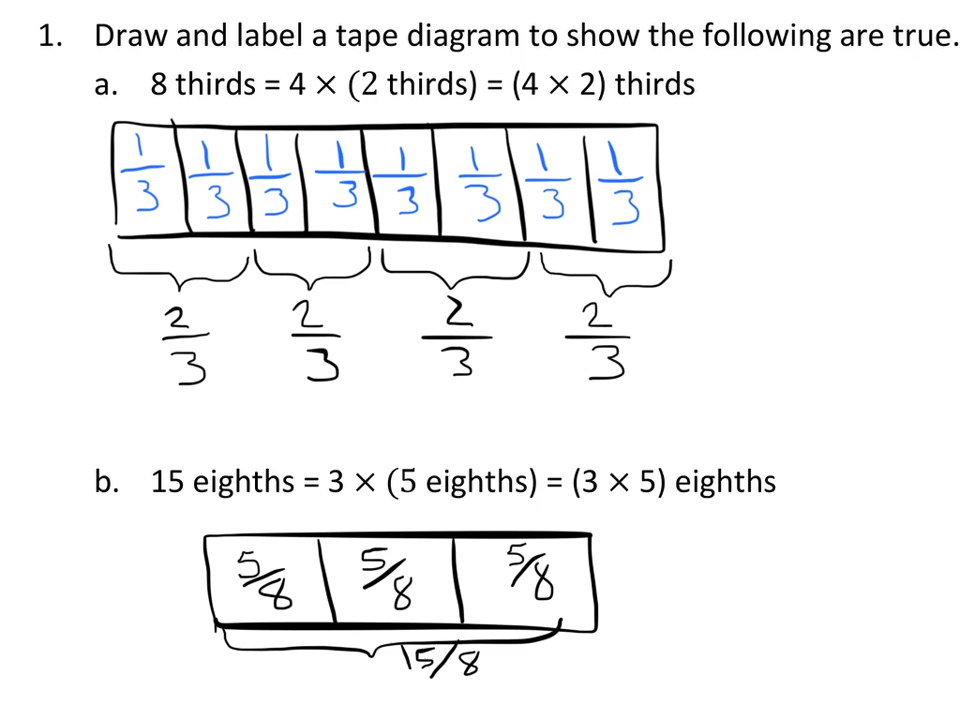 1. Draw and label a tape diagram to show the following are true.
a. 8 thirds = 4 × (2 thirds) = (4 × 2) thirds
1/3 1/3 1/3 1/3 1/3 1/3 1/3 1/3
2/3 2/3 2/3 2/3
b. 15 eighths = 3 × (5 eighths) = (3 × 5) eighths
5/8 5/8 5/8
15/8